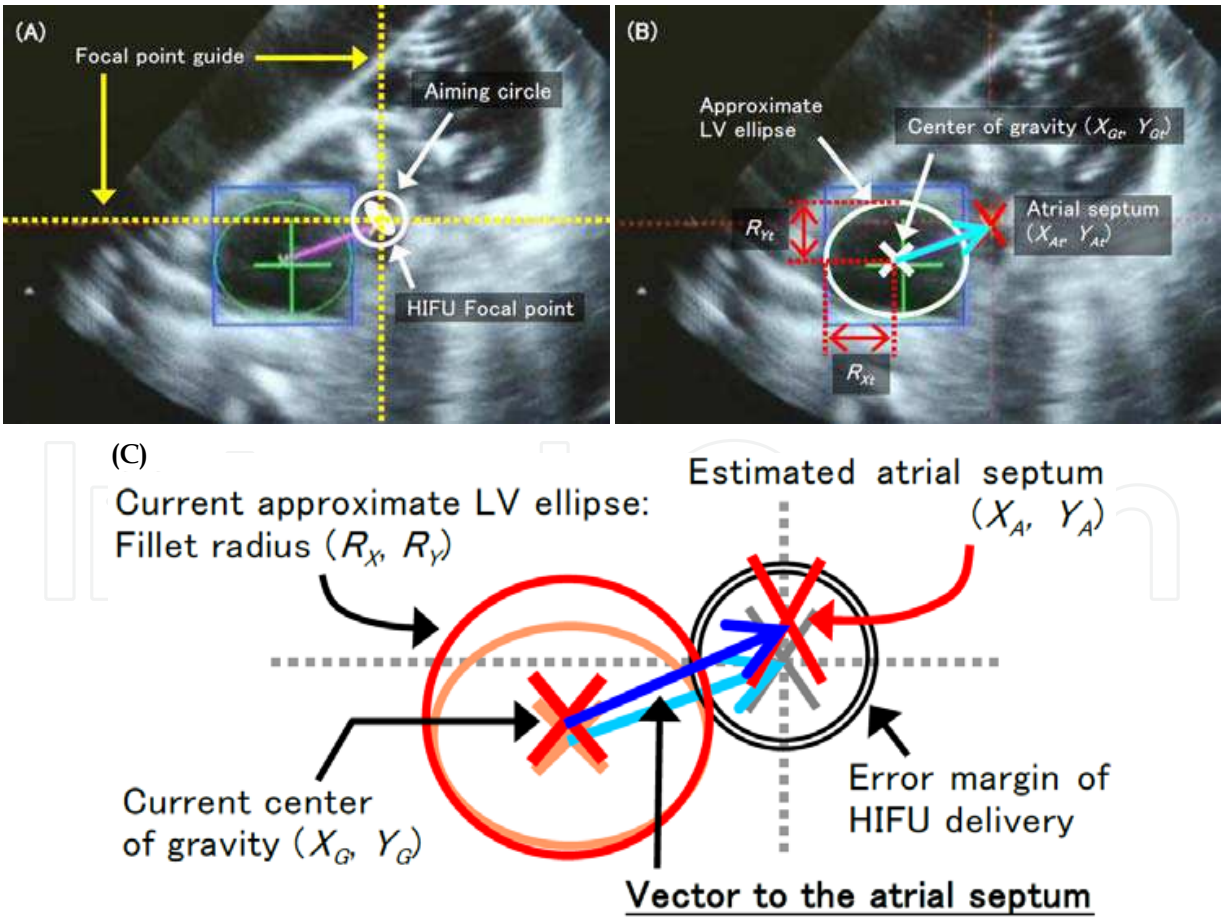 (A)
Focal point guide
Aiming circle
HIFU Focal point
(B)
Approximate
LV ellipse
Center of gravity (X_Gt, Y_Gt)
R_Yt
Atrial septum
(X_At, Y_At)
R_Xt
(C)
Current approximate LV ellipse:
Fillet radius (R_X, R_Y)
Estimated atrial septum
(X_A, Y_A)
Current center
of gravity (X_G, Y_G)
Error margin of
HIFU delivery
Vector to the atrial septum